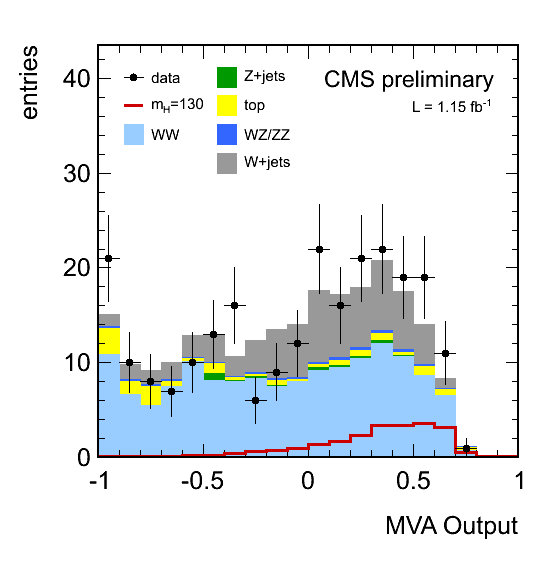 entries
40
30
20
10
0
data
m_H=130
WW
Z+jets
top
WZ/ZZ
W+jets
CMS preliminary
L = 1.15 fb⁻¹
-1
-0.5
0
0.5
1
MVA Output